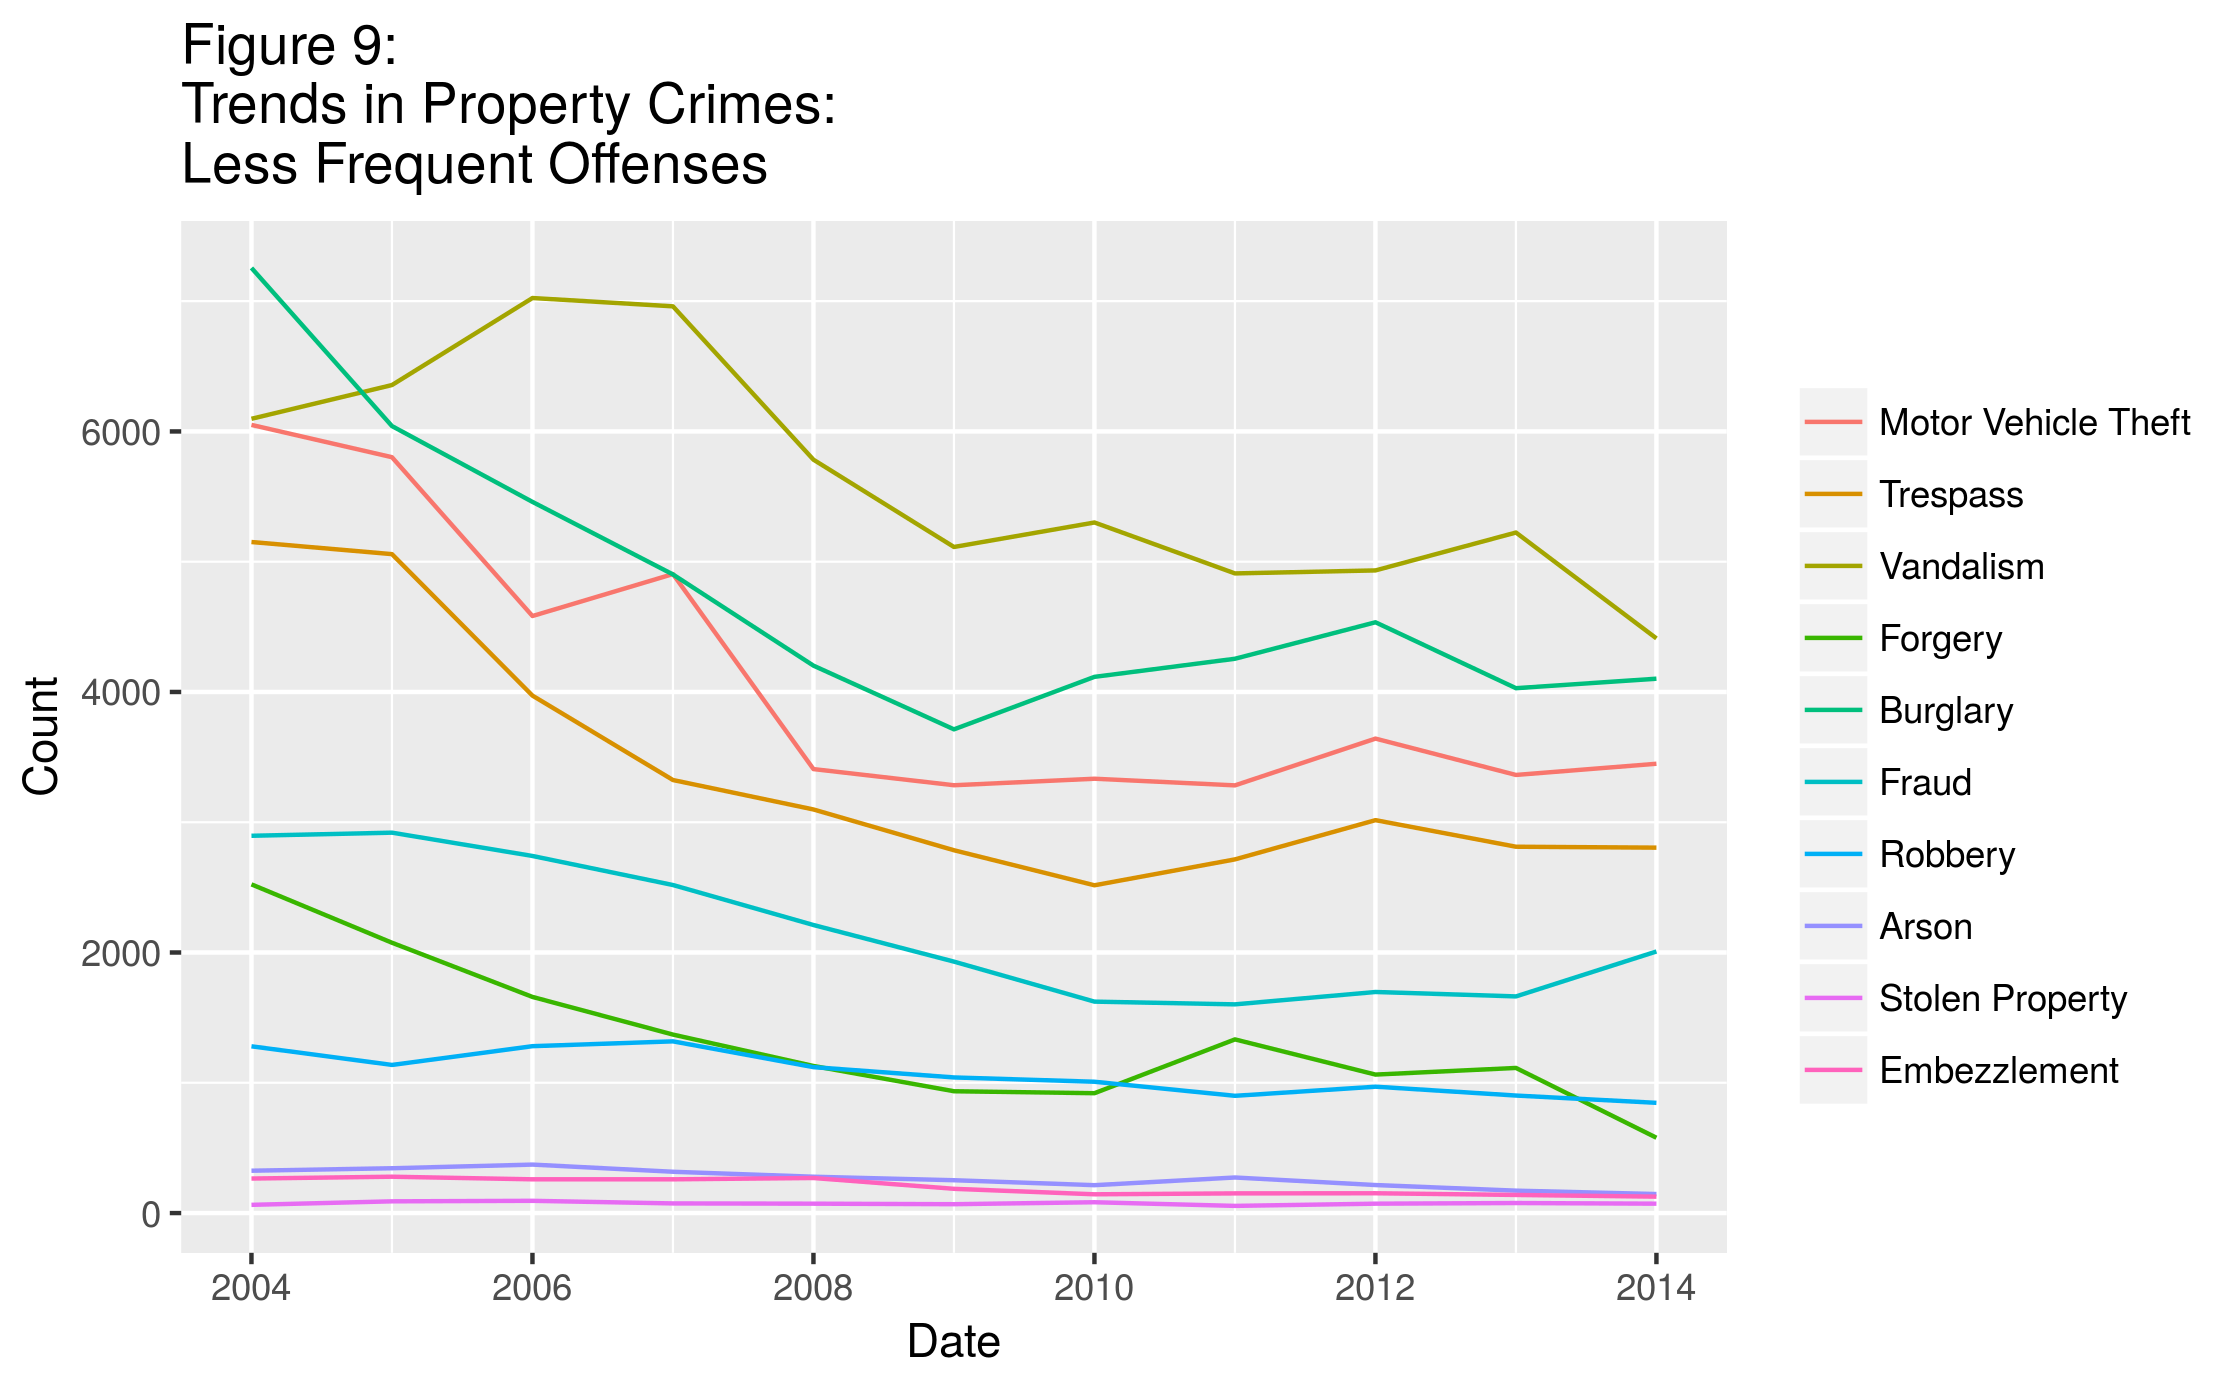 Figure 9:
Trends in Property Crimes:
Less Frequent Offenses
Count
6000
4000
2000
0
2004 2006 2008 2010 2012 2014
Date
Motor Vehicle Theft
Trespass
Vandalism
Forgery
Burglary
Fraud
Robbery
Arson
Stolen Property
Embezzlement